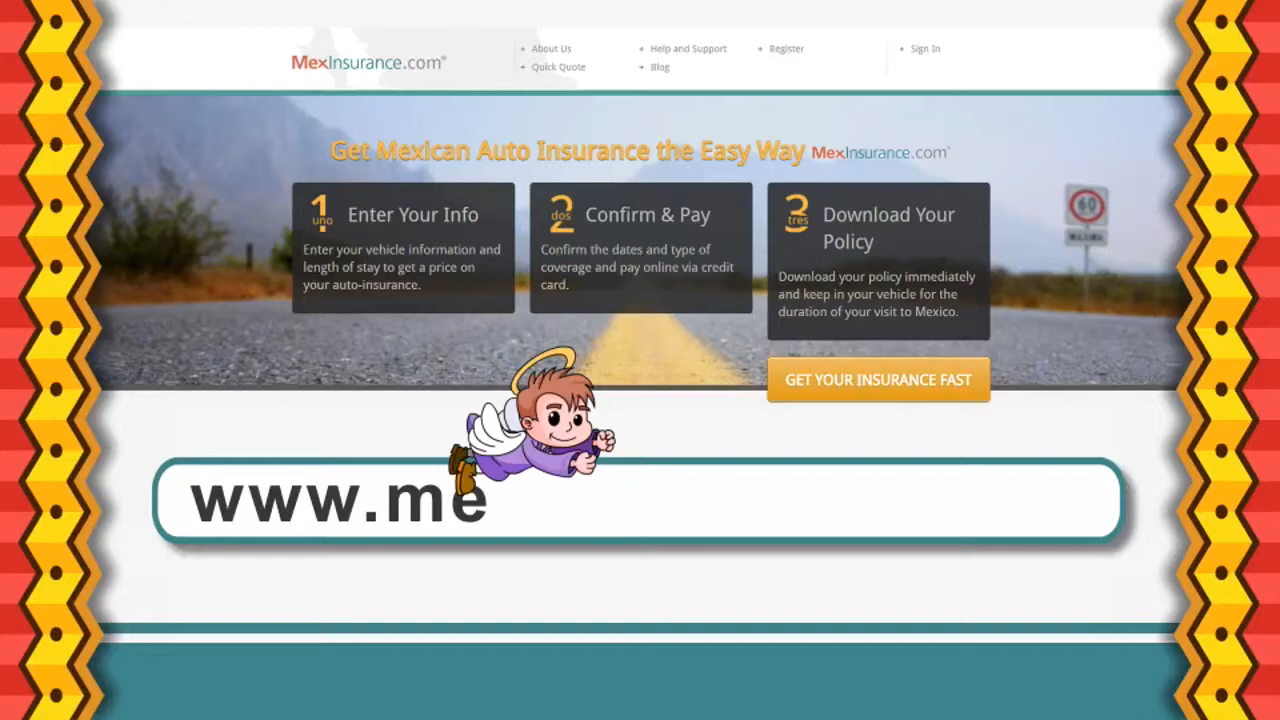 MexInsurance.com®
+ About Us
+ Help and Support
+ Register
+ Sign In
+ Quick Quote
+ Blog
Get Mexican Auto Insurance the Easy Way MexInsurance.com®
1 uno Enter Your Info
Enter your vehicle information and
length of stay to get a price on
your auto-insurance.
2 dos Confirm & Pay
Confirm the dates and type of
coverage and pay online via credit
card.
3 tres Download Your
Policy
Download your policy immediately
and keep in your vehicle for the
duration of your visit to Mexico.
60
GET YOUR INSURANCE FAST
www.me